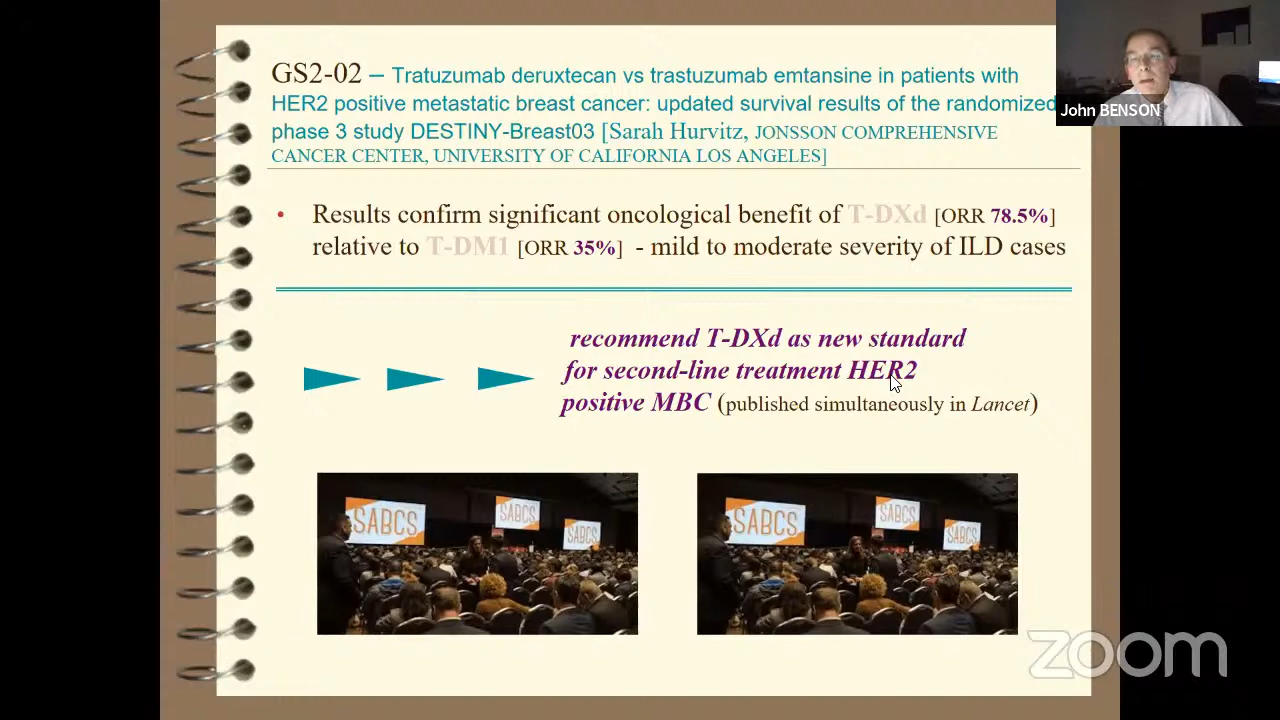 GS2-02 – Tratuzumab deruxtecan vs trastuzumab emtansine in patients with
HER2 positive metastatic breast cancer: updated survival results of the randomized
phase 3 study DESTINY-Breast03 [Sarah Hurvitz, JONSSON COMPREHENSIVE
CANCER CENTER, UNIVERSITY OF CALIFORNIA LOS ANGELES]
John BENSON
• Results confirm significant oncological benefit of T-DXd [ORR 78.5%]
relative to T-DM1 [ORR 35%] - mild to moderate severity of ILD cases
recommend T-DXd as new standard
for second-line treatment HER2
positive MBC (published simultaneously in Lancet)
SABCS SABCS SABCS
SABCS SABCS SABCS
zoom